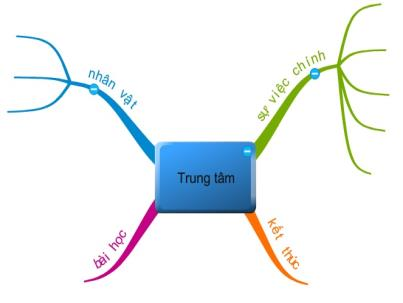 nhân vật
sự việc chính
Trung tâm
bài học
kết thúc